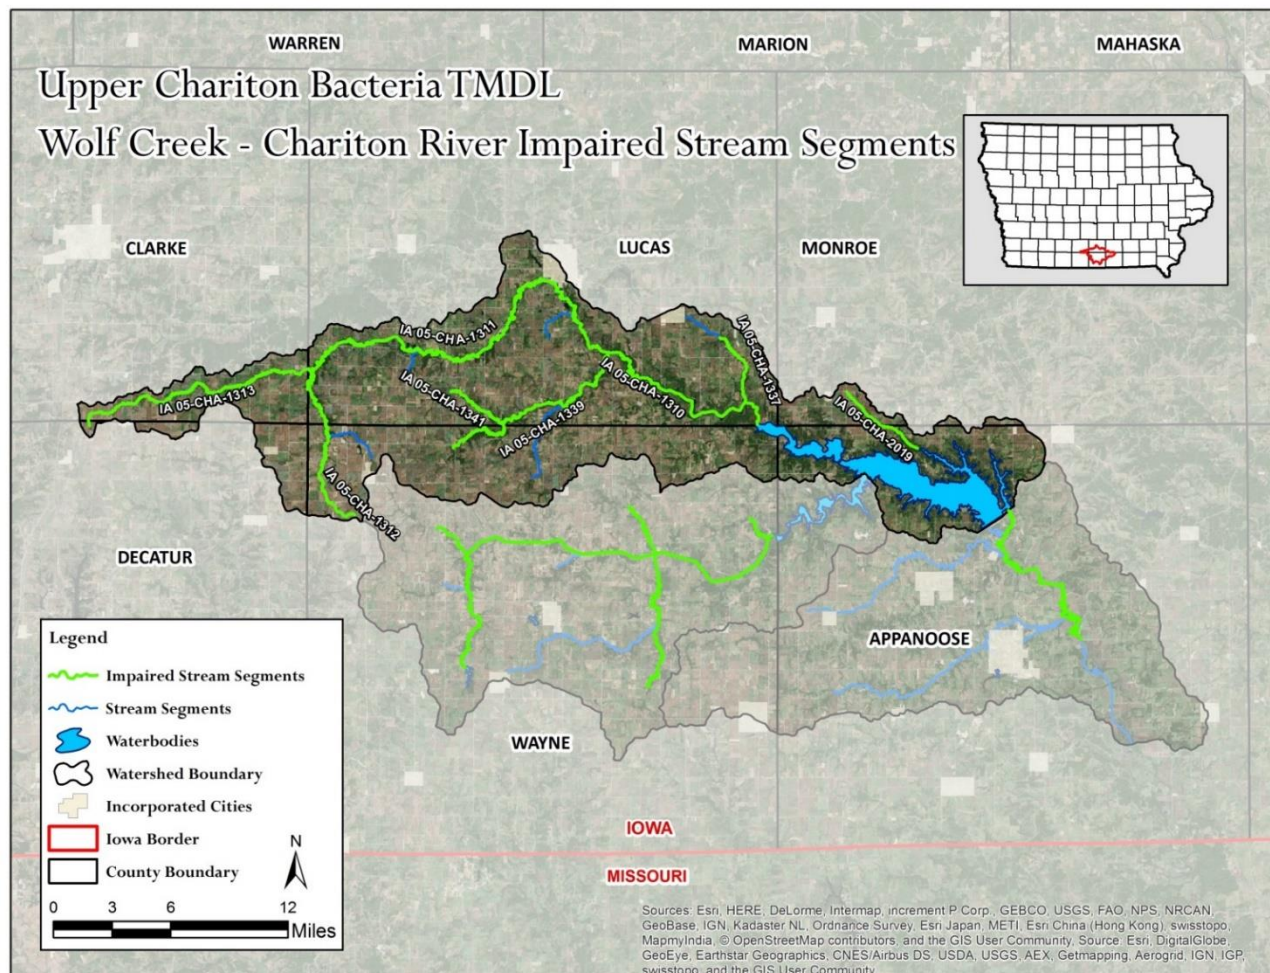 WARREN
MARION
MAHASKA
Upper Chariton Bacteria TMDL
Wolf Creek - Chariton River Impaired Stream Segments
CLARKE
LUCAS
MONROE
IA 05-CHA-1311
IA 05-CHA-1337
IA 05-CHA-1313
IA 05-CHA-1341
IA 05-CHA-1339
IA 05-CHA-1310
IA 05-CHA-2019
IA 05-CHA-1312
DECATUR
APPANOOSE
WAYNE
Legend
Impaired Stream Segments
Stream Segments
Waterbodies
Watershed Boundary
Incorporated Cities
Iowa Border
County Boundary
N
0 3 6 12
Miles
IOWA
MISSOURI
Sources: Esri, HERE, DeLorme, Intermap, increment P Corp., GEBCO, USGS, FAO, NPS, NRCAN,
GeoBase, IGN, Kadaster NL, Ordnance Survey, Esri Japan, METI, Esri China (Hong Kong), swisstopo,
MapmyIndia, © OpenStreetMap contributors, and the GIS User Community, Source: Esri, DigitalGlobe,
GeoEye, Earthstar Geographics, CNES/Airbus DS, USDA, USGS, AEX, Getmapping, Aerogrid, IGN, IGP,
swisstopo, and the GIS User Community